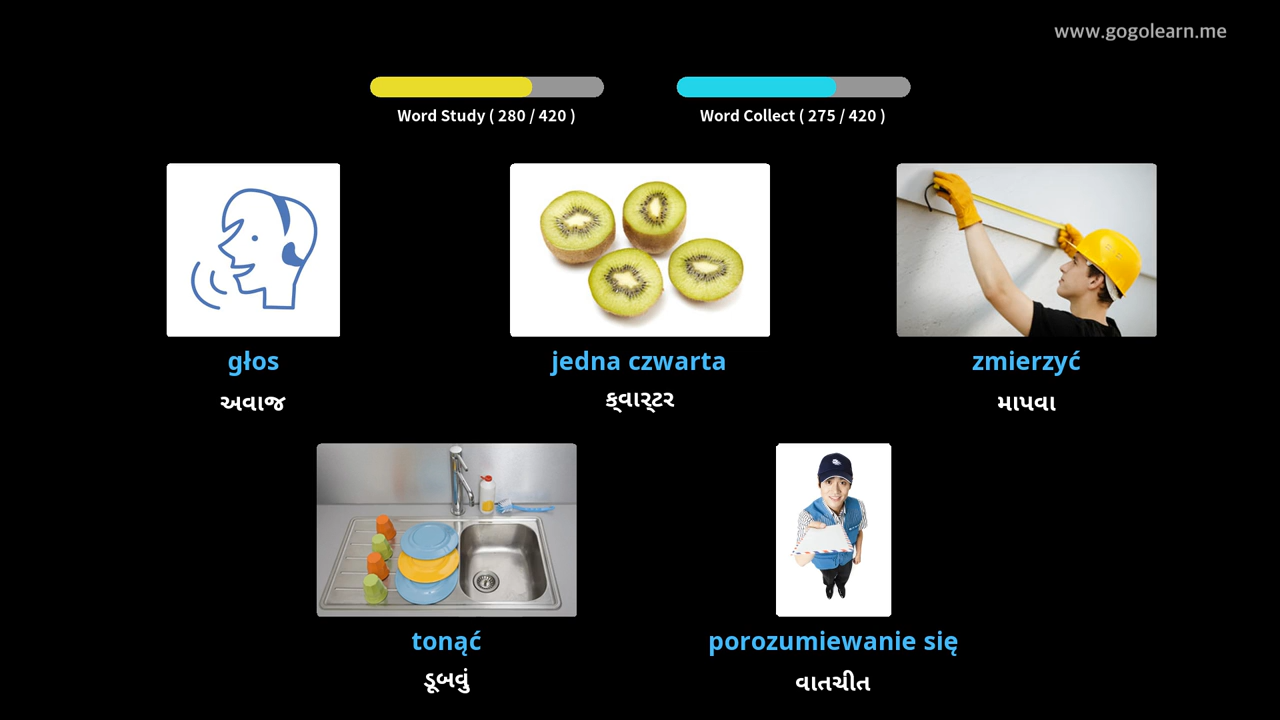 www.gogolearn.me
Word Study ( 280 / 420 )
Word Collect ( 275 / 420 )
głos
અવાજ
jedna czwarta
ક્વાર્ટર
zmierzyć
માપવા
tonąć
ડૂબવું
porozumiewanie się
વાતચીત